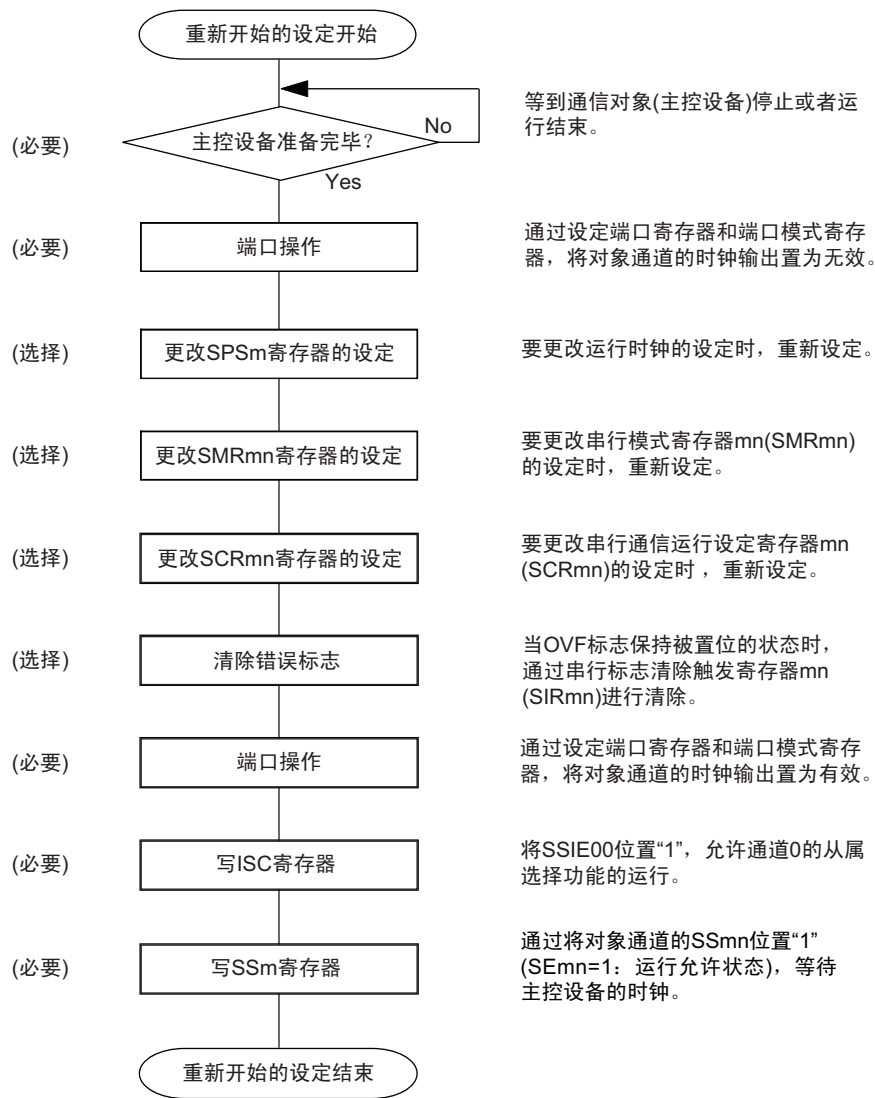 重新开始的设定开始
等到通信对象(主控设备)停止或者运
行结束。
(必要)
主控设备准备完毕？
No
Yes
(必要)
端口操作
通过设定端口寄存器和端口模式寄存
器，将对象通道的时钟输出置为无效。
(选择)
更改SPSm寄存器的设定
要更改运行时钟的设定时，重新设定。
(选择)
更改SMRmn寄存器的设定
要更改串行模式寄存器mn(SMRmn)
的设定时，重新设定。
(选择)
更改SCRmn寄存器的设定
要更改串行通信运行设定寄存器mn
(SCRmn)的设定时 ，重新设定。
(选择)
清除错误标志
当OVF标志保持被置位的状态时，
通过串行标志清除触发寄存器mn
(SIRmn)进行清除。
(必要)
端口操作
通过设定端口寄存器和端口模式寄存
器，将对象通道的时钟输出置为有效。
(必要)
写ISC寄存器
将SSIE00位置“1”，允许通道0的从属
选择功能的运行。
(必要)
写SSm寄存器
通过将对象通道的SSmn位置“1”
(SEmn=1：运行允许状态)，等待
主控设备的时钟。
重新开始的设定结束